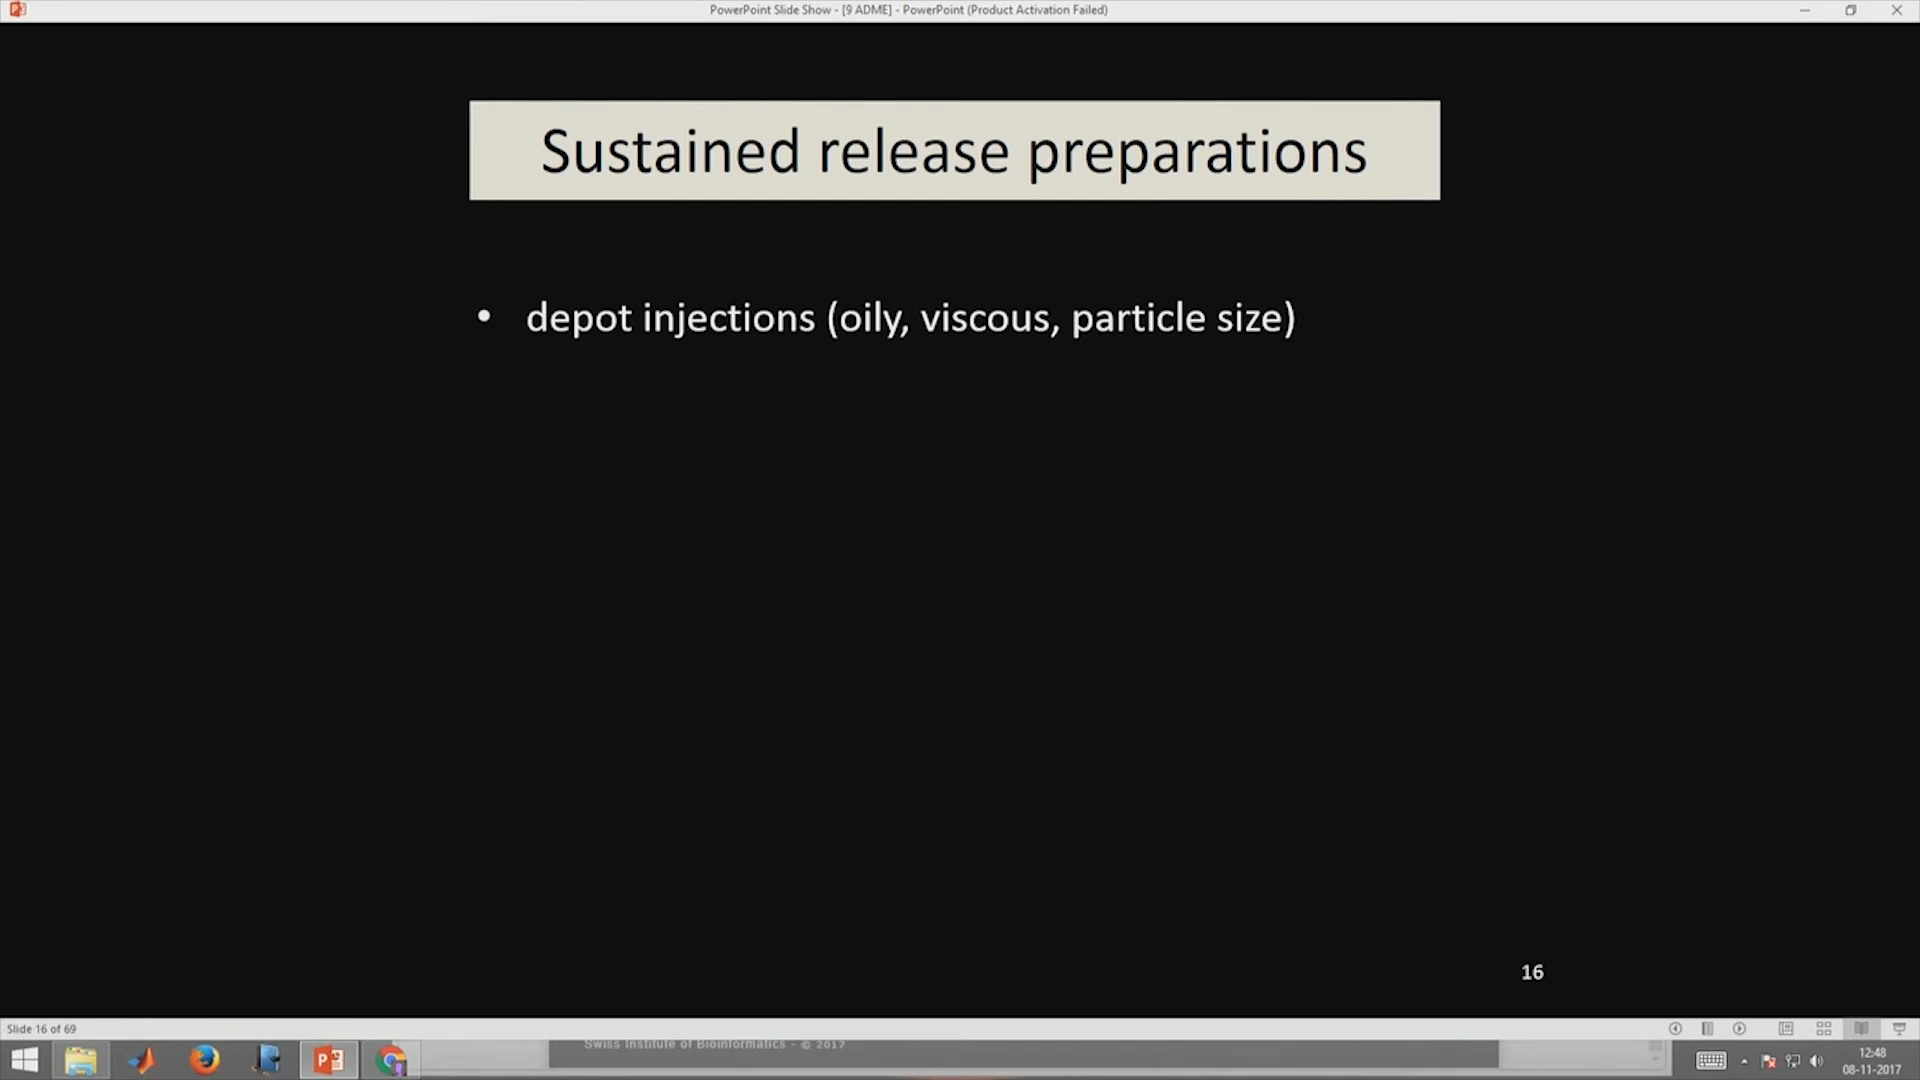 PowerPoint Slide Show - [9 ADME] - PowerPoint (Product Activation Failed)
Sustained release preparations
• depot injections (oily, viscous, particle size)
16
Slide 16 of 69
Swiss Institute of Bioinformatics - © 2017
12:48
08-11-2017